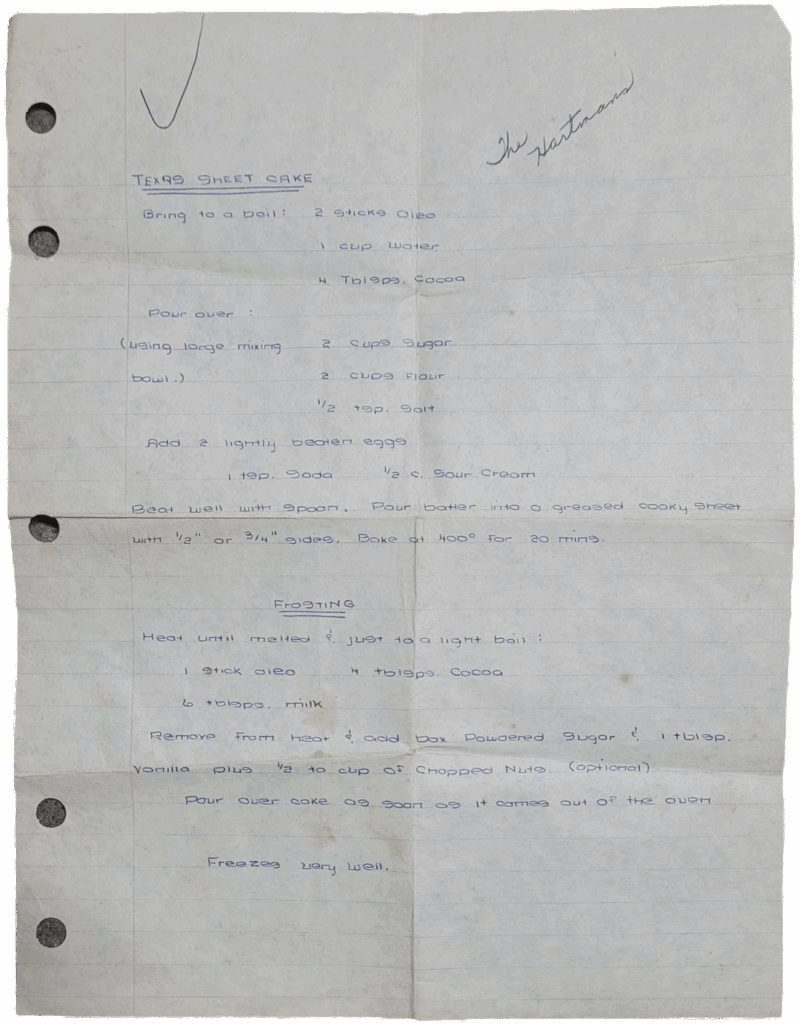 The Hartmans
TEXAS SHEET CAKE
Bring to a boil: 2 sticks Oleo
1 cup water
4 Tblsps. Cocoa
Pour over :
(using large mixing 2 cups Sugar
bowl.) 2 cups Flour
1/2 tsp. Salt
Add 2 lightly beaten eggs
1 tsp. Soda 1/2 c. Sour Cream
Beat well with spoon. Pour batter into a greased cooky sheet
with 1/2" or 3/4" sides. Bake at 400° for 20 mins.
FROSTING
Heat until melted & just to a light boil :
1 stick oleo 4 tblsps. Cocoa
6 tblsps. milk
Remove from heat & add box Powdered Sugar & 1 tblsp.
Vanilla plus 1/2 to cup of Chopped Nuts (optional)
Pour over cake as soon as it comes out of the oven
Freezes very well.